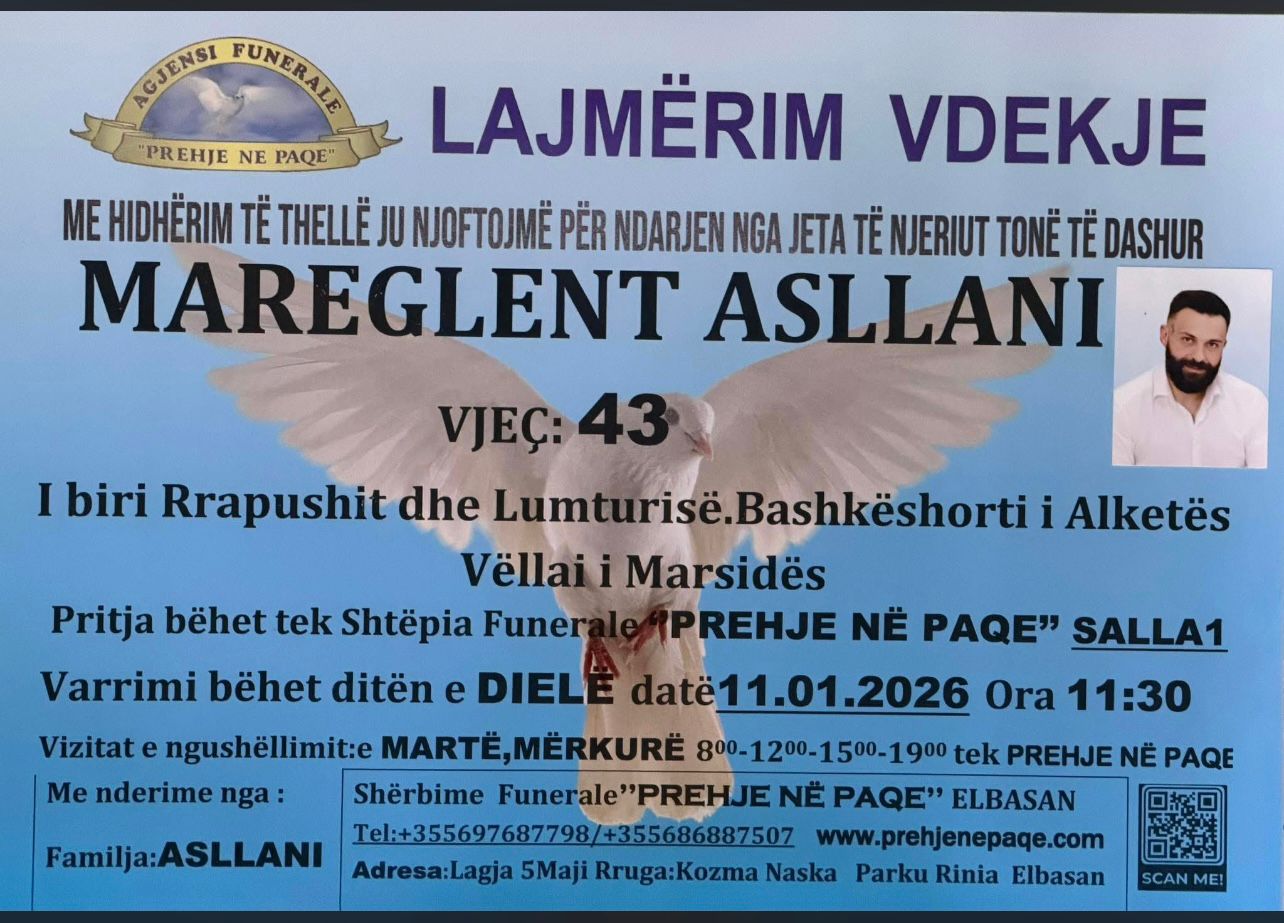 AGJENSI FUNERALE
"PREHJE NE PAQE"
LAJMËRIM VDEKJE
ME HIDHËRIM TË THELLË JU NJOFTOJMË PËR NDARJEN NGA JETA TË NJERIUT TONË TË DASHUR
MAREGLENT ASLLANI
VJEÇ: 43
I biri Rrapushit dhe Lumturisë.Bashkëshorti i Alketës
Vëllai i Marsidës
Pritja bëhet tek Shtëpia Funerale “PREHJE NË PAQE” SALLA1
Varrimi bëhet ditën e DIELË datë 11.01.2026 Ora 11:30
Vizitat e ngushëllimit:e MARTË,MËRKURË 8⁰⁰-12⁰⁰-15⁰⁰-19⁰⁰ tek PREHJE NË PAQE
Me nderime nga :
Familja:ASLLANI
Shërbime Funerale’’PREHJE NË PAQE’’ ELBASAN
Tel:+355697687798/+355686887507 www.prehjenepaqe.com
Adresa:Lagja 5Maji Rruga:Kozma Naska Parku Rinia Elbasan
SCAN ME!